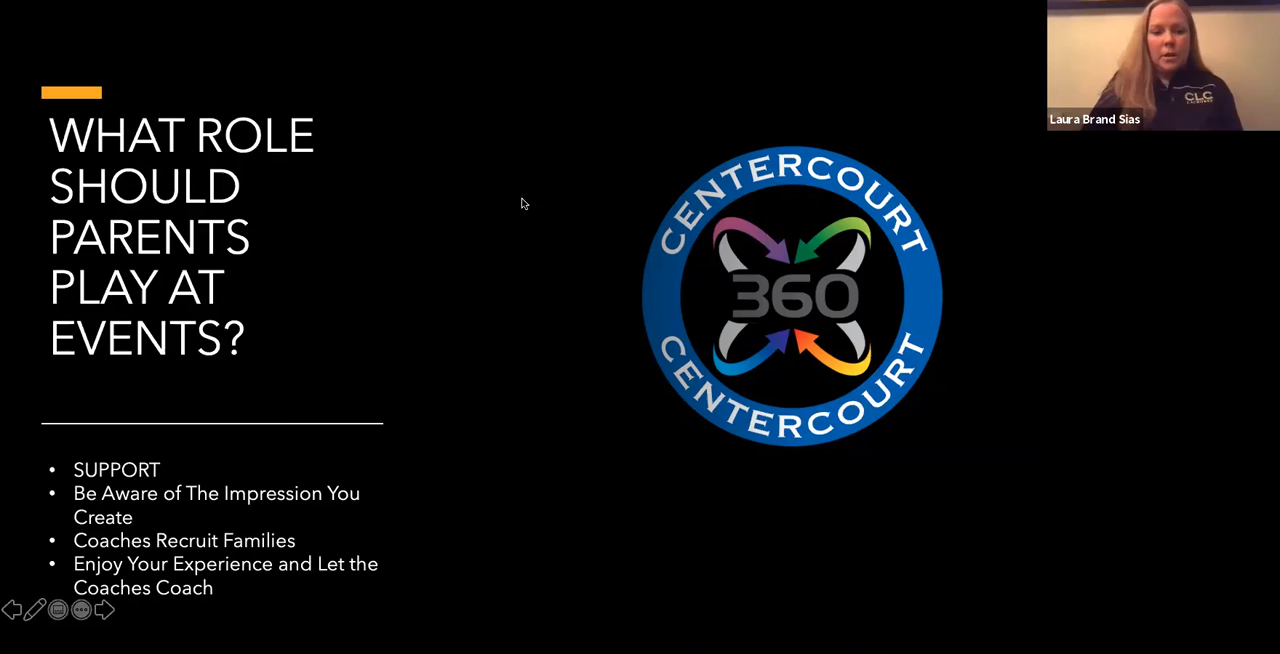 WHAT ROLE
SHOULD
PARENTS
PLAY AT
EVENTS?
• SUPPORT
• Be Aware of The Impression You
Create
• Coaches Recruit Families
• Enjoy Your Experience and Let the
Coaches Coach
CENTERCOURT
360
CENTERCOURT
CLC
Laura Brand Sias